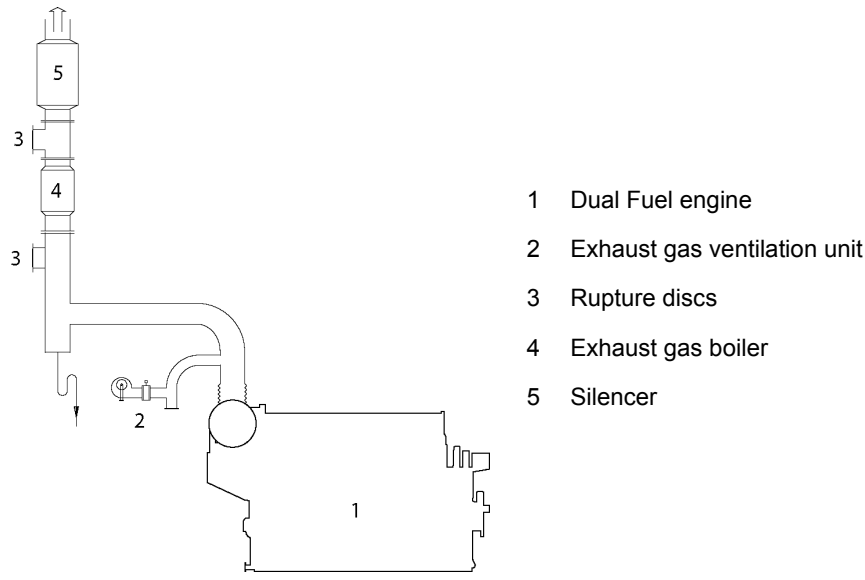 5
3
4
3
2
1
1 Dual Fuel engine
2 Exhaust gas ventilation unit
3 Rupture discs
4 Exhaust gas boiler
5 Silencer